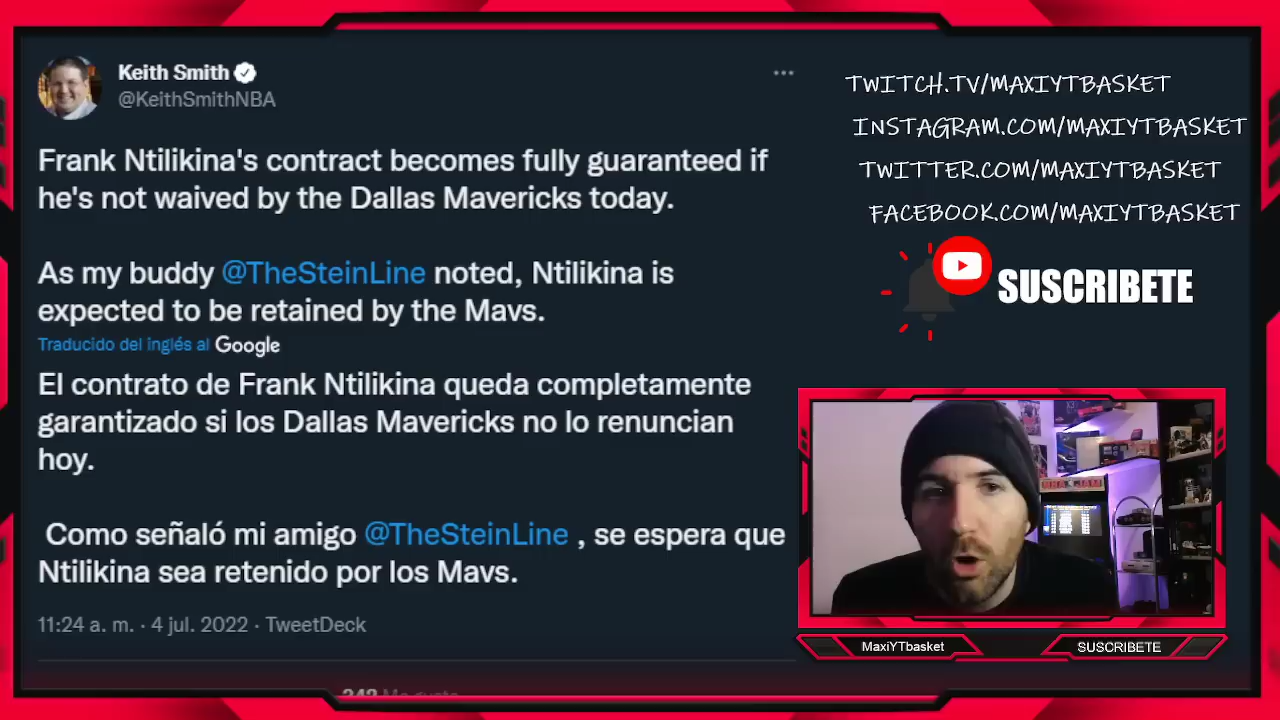 Keith Smith
@KeithSmithNBA
Frank Ntilikina's contract becomes fully guaranteed if
he's not waived by the Dallas Mavericks today.
As my buddy @TheSteinLine noted, Ntilikina is
expected to be retained by the Mavs.
Traducido del inglés al Google
El contrato de Frank Ntilikina queda completamente
garantizado si los Dallas Mavericks no lo renuncian
hoy.
Como señaló mi amigo @TheSteinLine , se espera que
Ntilikina sea retenido por los Mavs.
11:24 a. m. · 4 jul. 2022 · TweetDeck
TWITCH.TV/MAXIYTBASKET
INSTAGRAM.COM/MAXIYTBASKET
TWITTER.COM/MAXIYTBASKET
FACEBOOK.COM/MAXIYTBASKET
SUSCRIBETE
NBA JAM
MaxiYTbasket
SUSCRIBETE